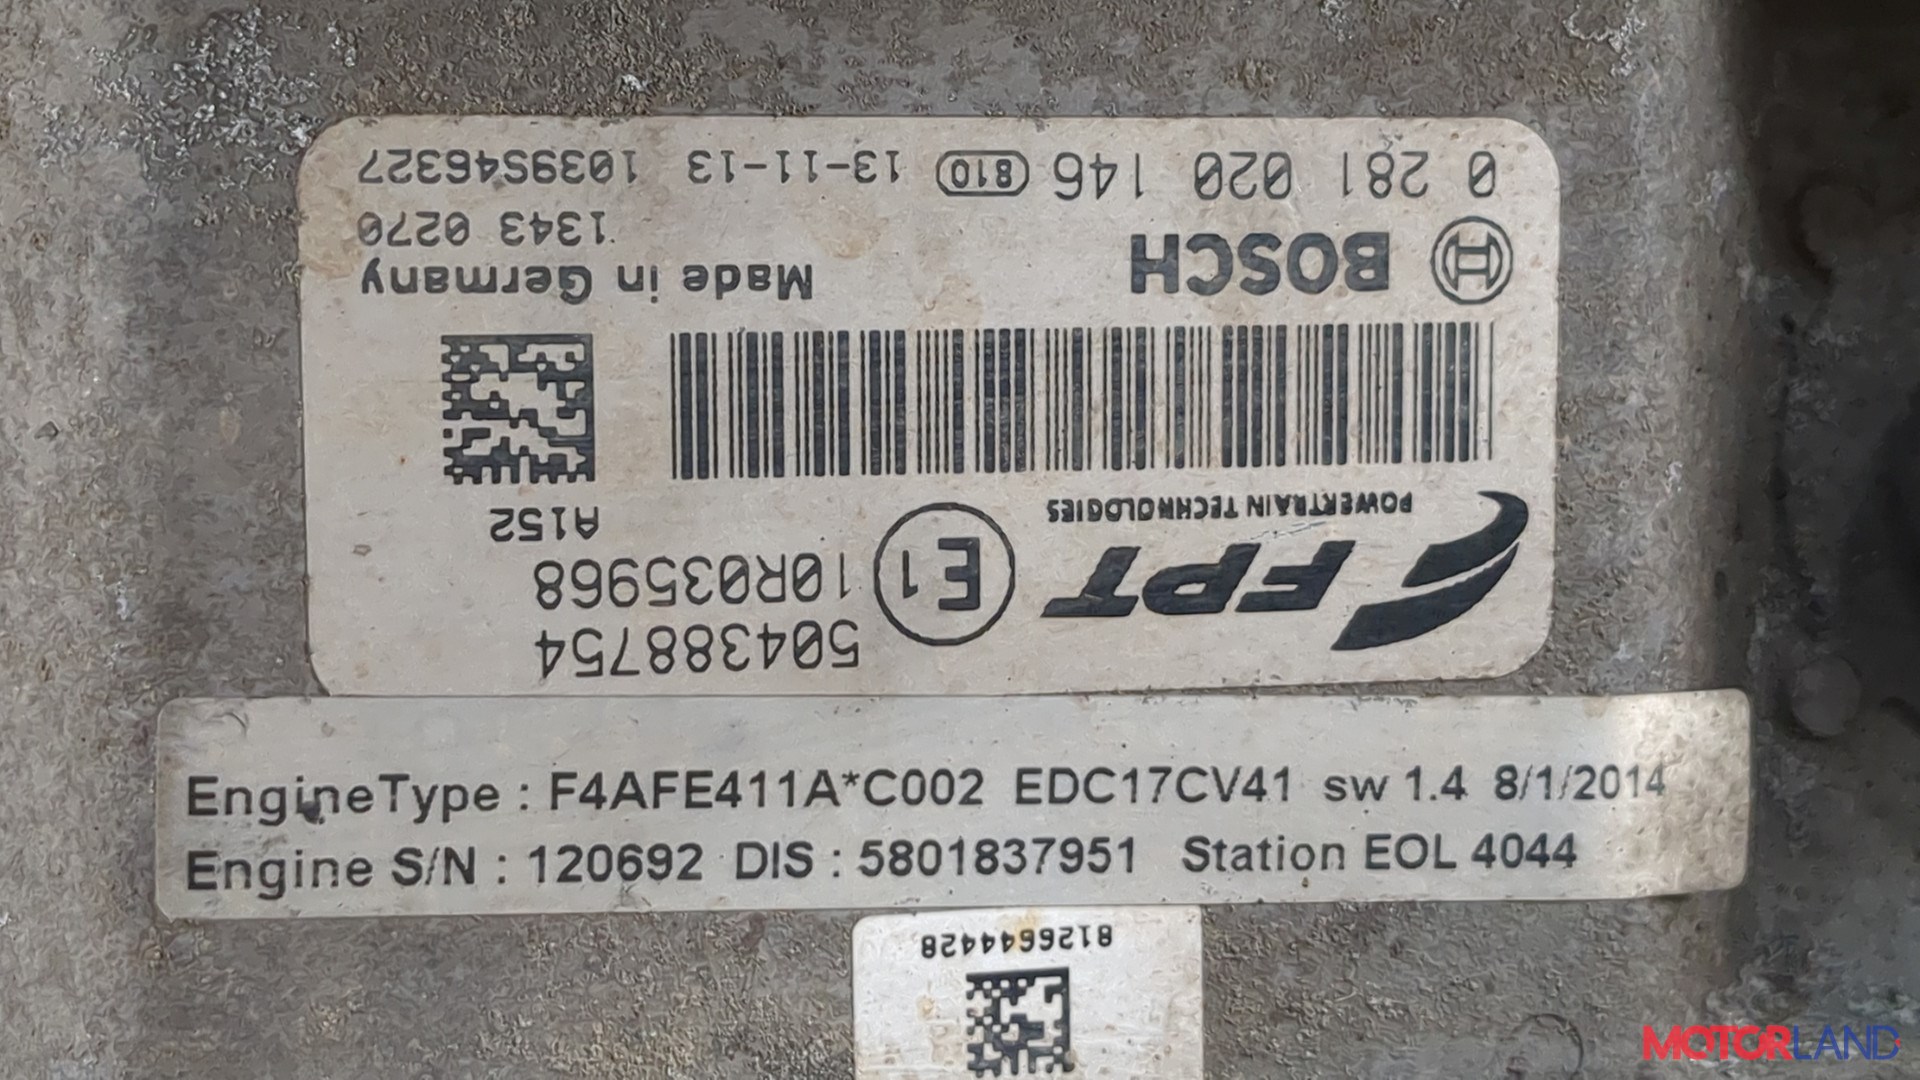 504388754
FPT E1 10R035968
POWERTRAIN TECHNOLOGIES A152
BOSCH Made in Germany
1343 0270
0 281 020 146 810 13-11-13 1039S46327
Engine Type : F4AFE411A*C002 EDC17CV41 sw 1.4 8/1/2014
Engine S/N : 120692 DIS : 5801837951 Station EOL 4044
8126644428
MOTORLAND